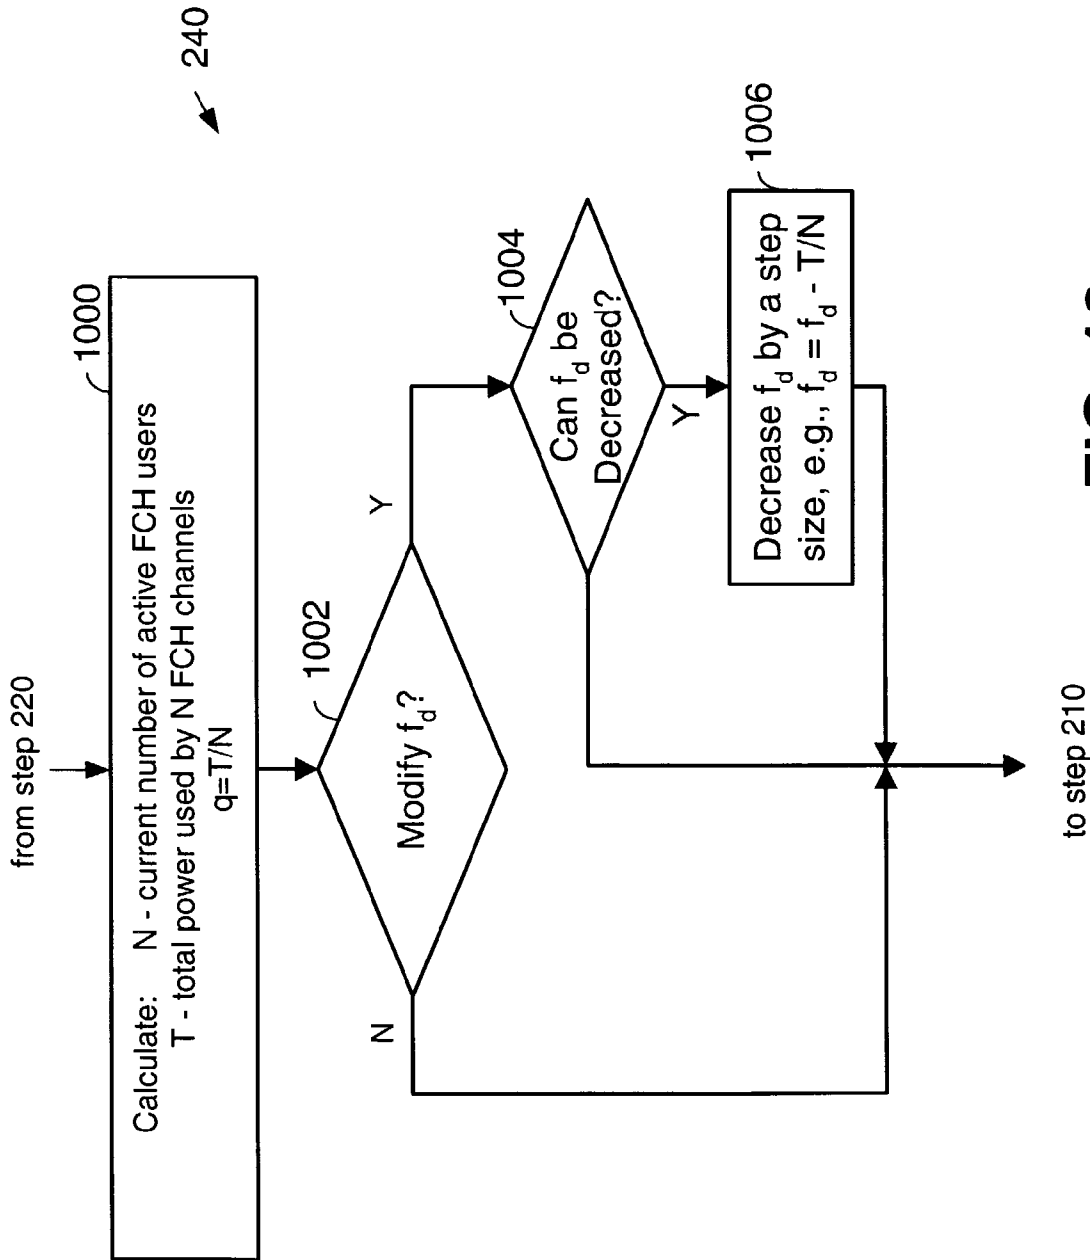 from step 220
240
1000
Calculate: N - current number of active FCH users
T - total power used by N FCH channels
q=T/N
1002
Modify f_d?
N
Y
1004
Can f_d be
Decreased?
Y
1006
Decrease f_d by a step
size, e.g., f_d = f_d - T/N
to step 210